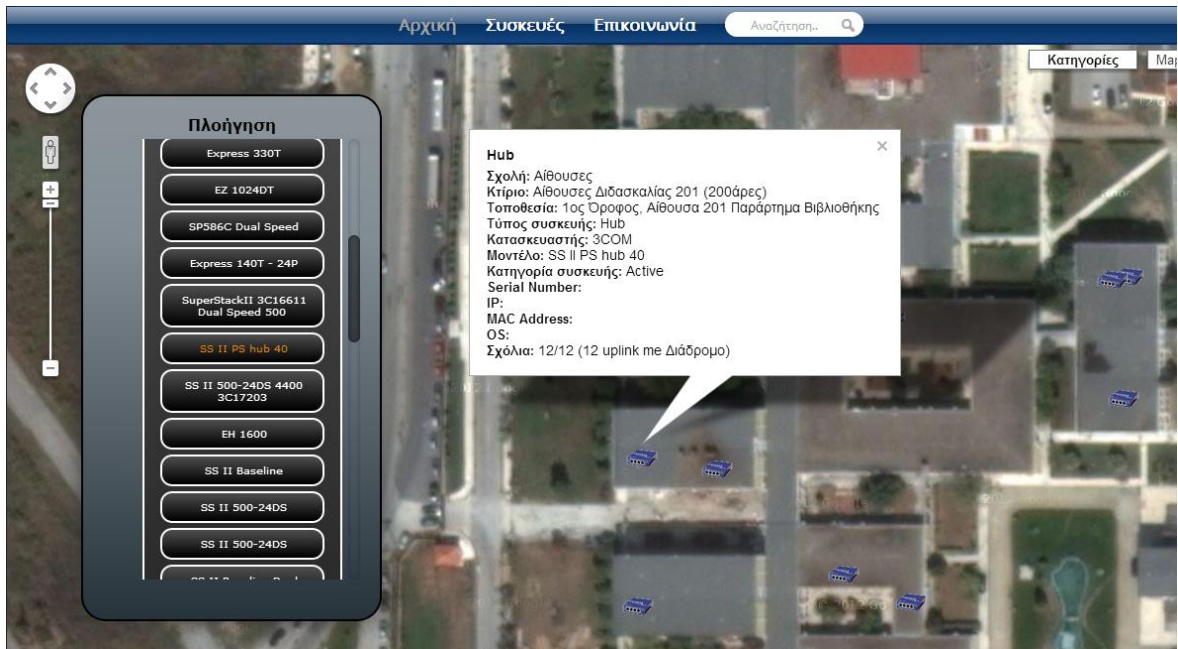 Αρχική Συσκευές Επικοινωνία Αναζήτηση..
Κατηγορίες Map
Πλοήγηση
Express 330T
EZ 1024DT
SP586C Dual Speed
Express 140T - 24P
SuperStackII 3C16611
Dual Speed 500
SS II PS hub 40
SS II 500-24DS 4400
3C17203
EH 1600
SS II Baseline
SS II 500-24DS
SS II 500-24DS
Hub
Σχολή: Αίθουσες
Κτίριο: Αίθουσες Διδασκαλίας 201 (200άρες)
Τοποθεσία: 1ος Όροφος, Αίθουσα 201 Παράρτημα Βιβλιοθήκης
Τύπος συσκευής: Hub
Κατασκευαστής: 3COM
Μοντέλο: SS II PS hub 40
Κατηγορία συσκευής: Active
Serial Number:
IP:
MAC Address:
OS:
Σχόλια: 12/12 (12 uplink me Διάδρομο)